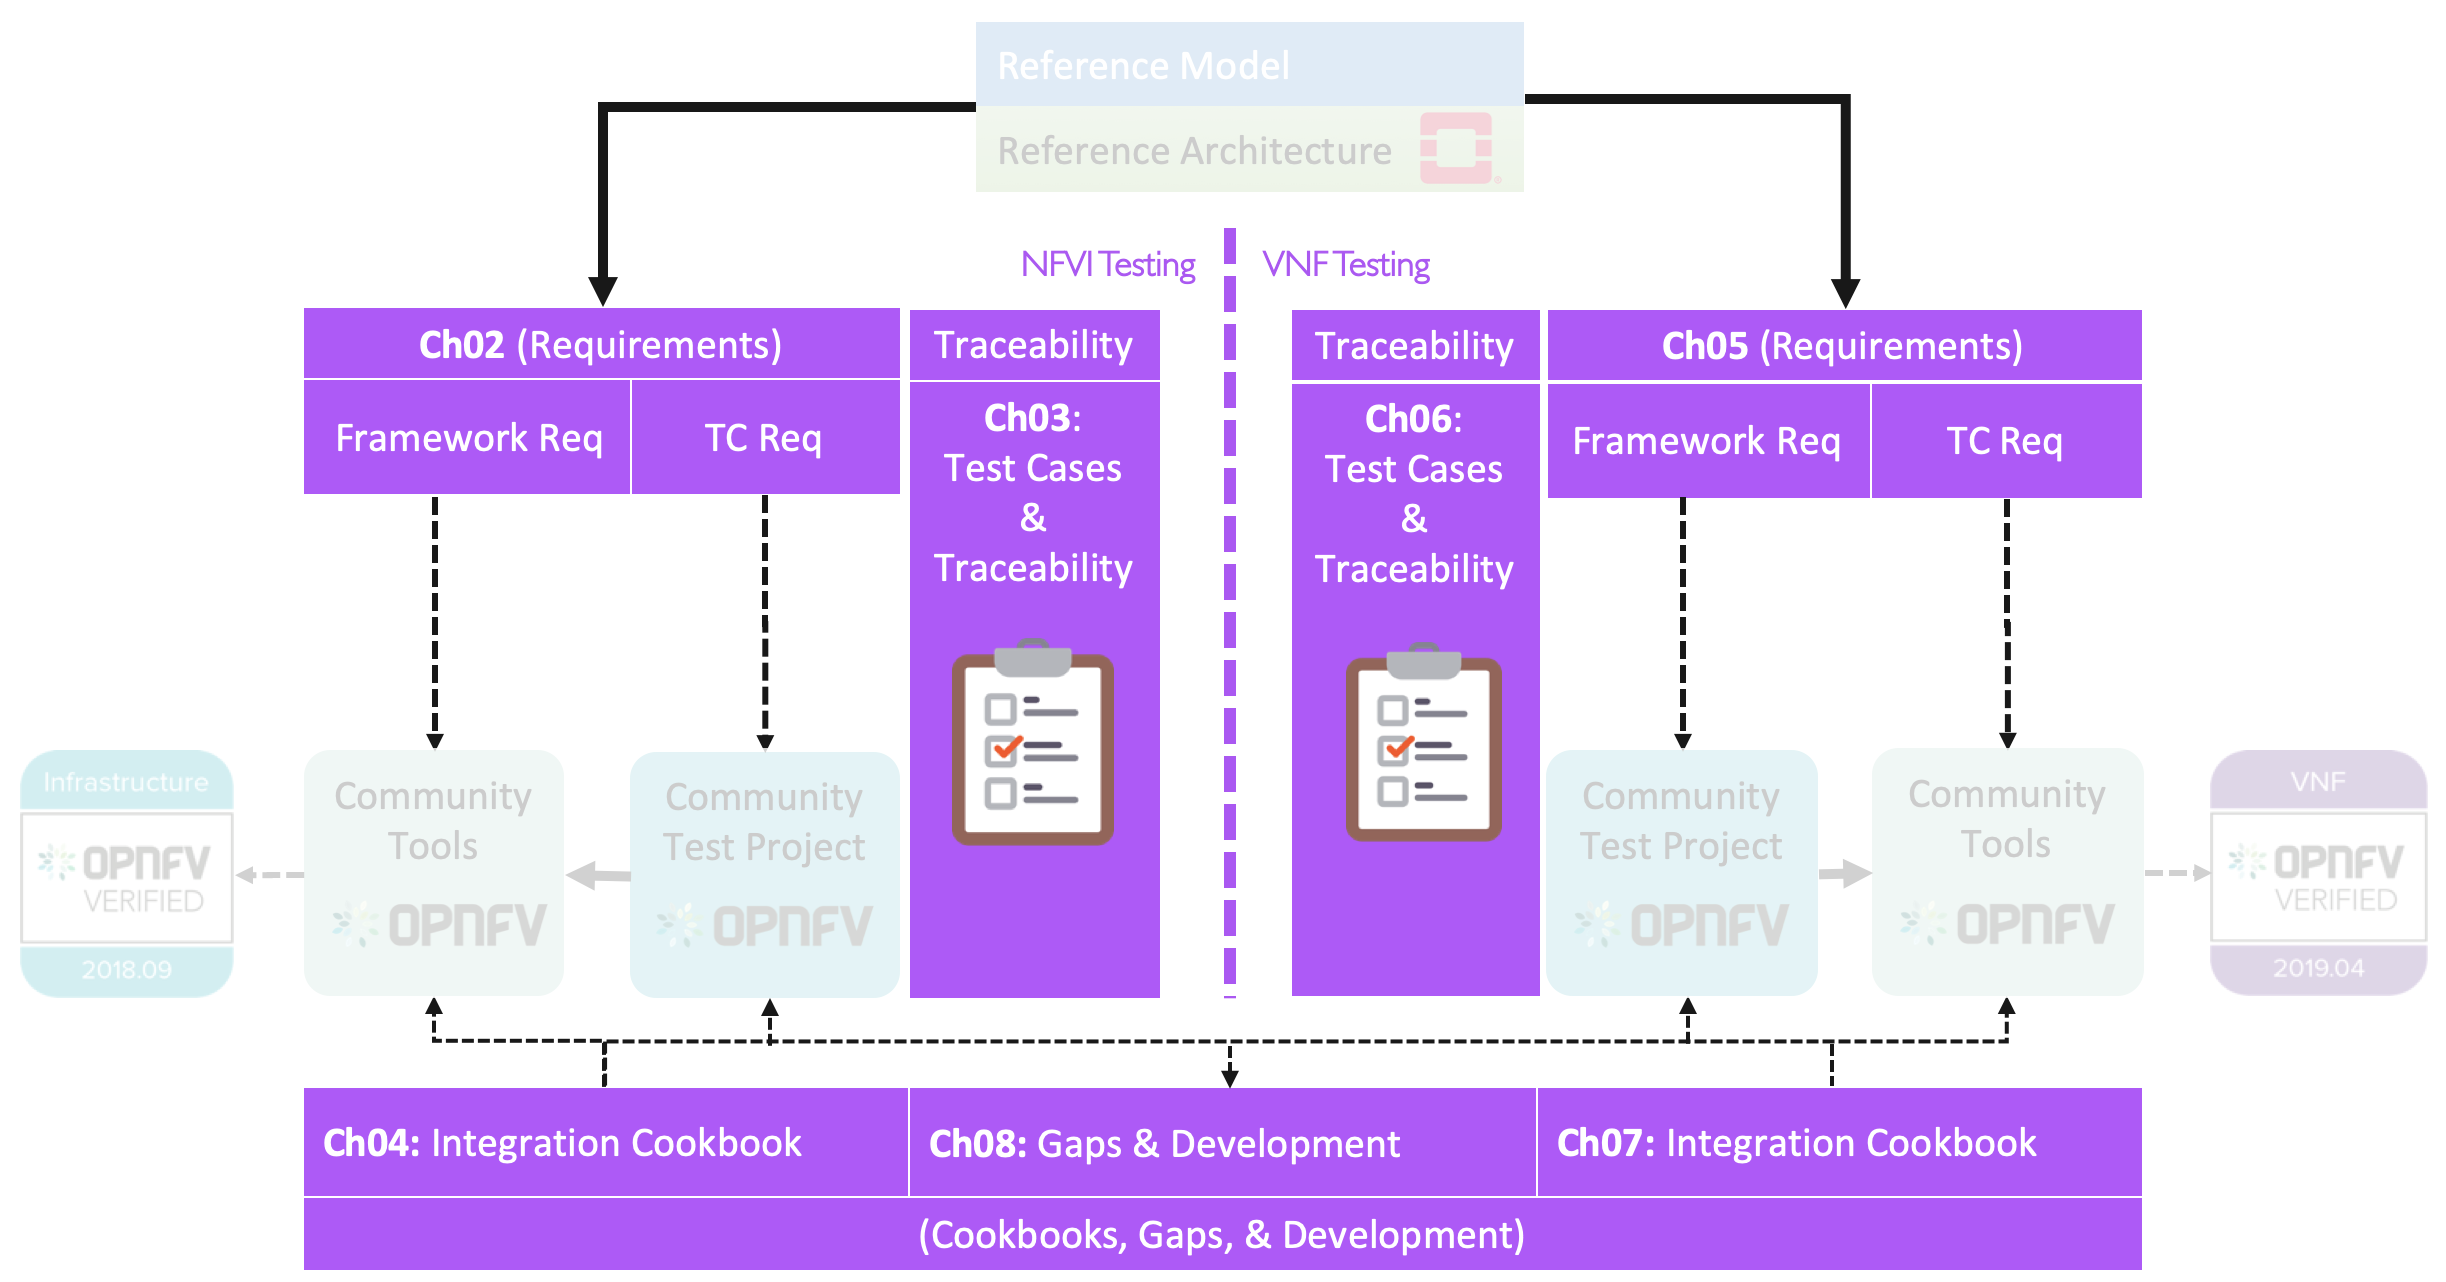 Reference Model
Reference Architecture
NFVI Testing
VNF Testing
Ch02 (Requirements)
Framework Req
TC Req
Traceability
Ch03:
Test Cases
&
Traceability
Traceability
Ch06:
Test Cases
&
Traceability
Ch05 (Requirements)
Framework Req
TC Req
Infrastructure
OPNFV
VERIFIED
2018.09
Community
Tools
OPNFV
Community
Test Project
OPNFV
Community
Test Project
OPNFV
Community
Tools
OPNFV
VNF
OPNFV
VERIFIED
2019.04
Ch04: Integration Cookbook
Ch08: Gaps & Development
Ch07: Integration Cookbook
(Cookbooks, Gaps, & Development)